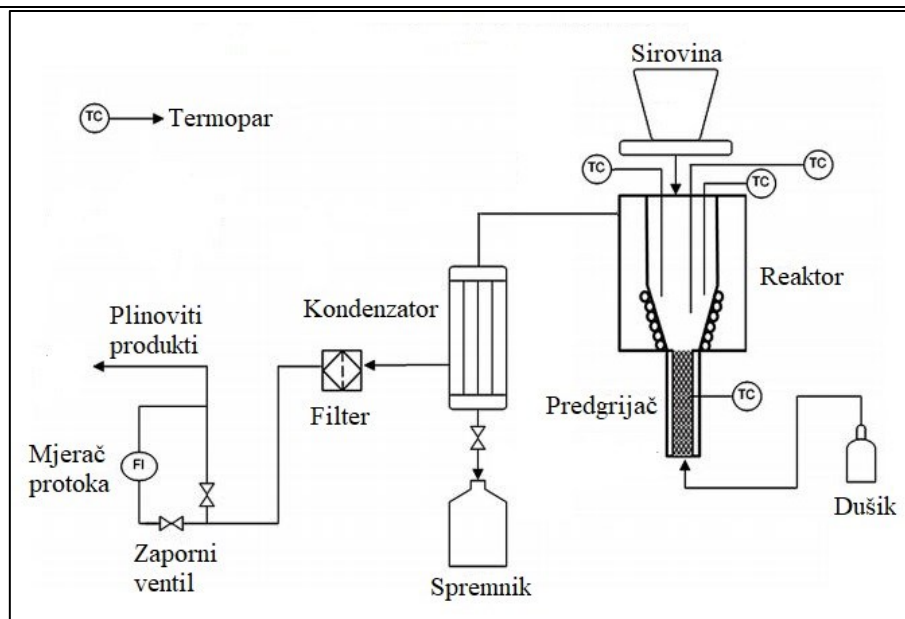 Sirovina
TC
Termopar
TC
TC
TC
Reaktor
Kondenzator
Plinoviti
produkti
Predgrijač
TC
Filter
Mjerač
protoka
FI
Dušik
Zaporni
ventil
Spremnik